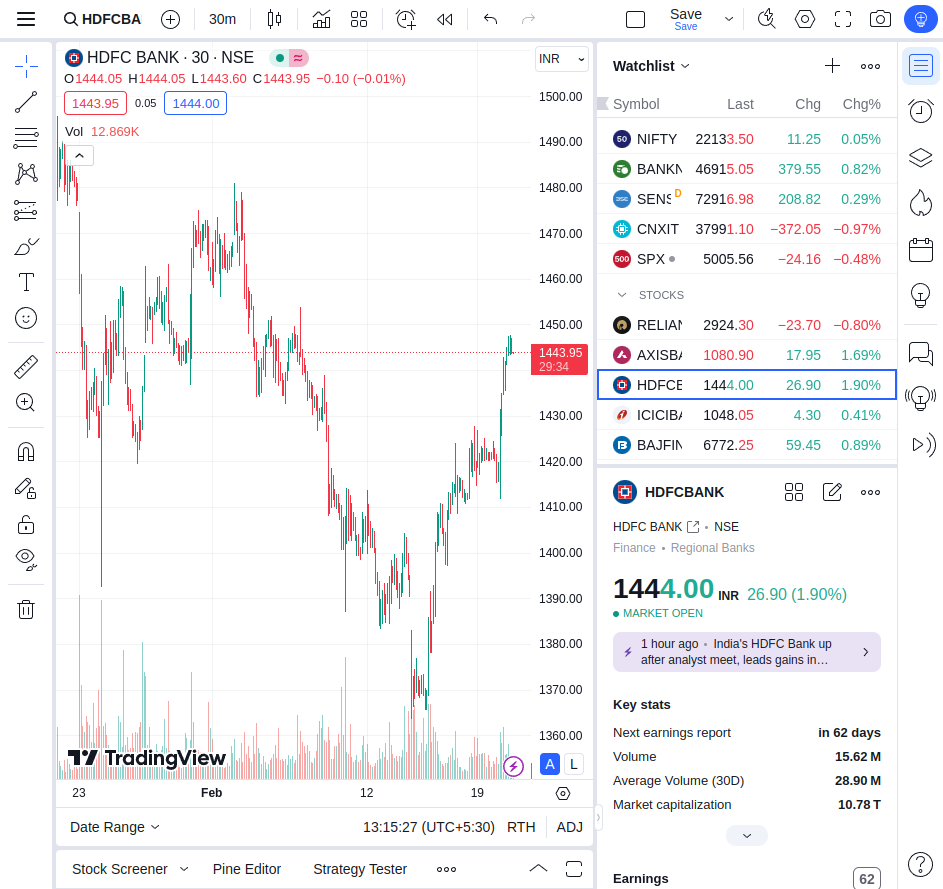 HDFCBA
30m
Save
Save
HDFC BANK · 30 · NSE
O1444.05 H1444.05 L1443.60 C1443.95 −0.10 (−0.01%)
1443.95 0.05 1444.00
Vol 12.869K
INR
1500.00
1490.00
1480.00
1470.00
1460.00
1450.00
1443.95
29:34
1430.00
1420.00
1410.00
1400.00
1390.00
1380.00
1370.00
1360.00
TradingView
A L
23 Feb 12 19
Date Range 13:15:27 (UTC+5:30) RTH ADJ
Stock Screener Pine Editor Strategy Tester
Watchlist
Symbol Last Chg Chg%
50 NIFTY 22133.50 11.25 0.05%
BANKN 46915.05 379.55 0.82%
SENS D 72916.98 208.82 0.29%
CNXIT 37991.10 −372.05 −0.97%
500 SPX 5005.56 −24.16 −0.48%
STOCKS
RELIAN 2924.30 −23.70 −0.80%
AXISBA 1080.90 17.95 1.69%
HDFCB 1444.00 26.90 1.90%
ICICIBA 1048.05 4.30 0.41%
BAJFIN 6772.25 59.45 0.89%
HDFCBANK
HDFC BANK • NSE
Finance • Regional Banks
1444.00 INR 26.90 (1.90%)
MARKET OPEN
1 hour ago • India's HDFC Bank up
after analyst meet, leads gains in…
Key stats
Next earnings report in 62 days
Volume 15.62 M
Average Volume (30D) 28.90 M
Market capitalization 10.78 T
Earnings 62